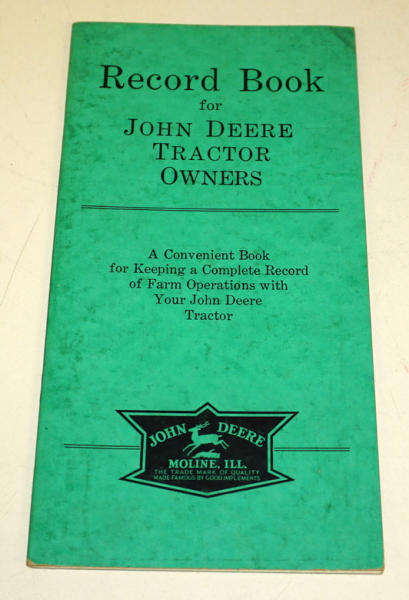 Record Book
for
JOHN DEERE
TRACTOR
OWNERS
A Convenient Book
for Keeping a Complete Record
of Farm Operations with
Your John Deere
Tractor
JOHN DEERE
MOLINE, ILL.
THE TRADE MARK OF QUALITY
MADE FAMOUS BY GOOD IMPLEMENTS